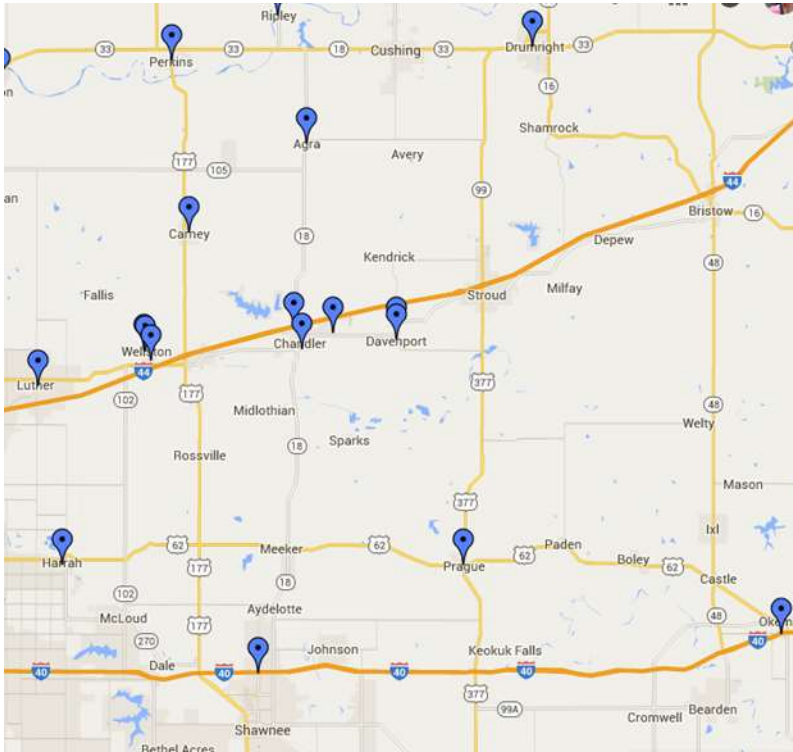 Ripley
33
33
18
Cushing
33
Drumright
33
Perkins
on
16
Agra
Shamrock
177
105
Avery
16
99
44
an
Carney
18
Bristow
16
Depew
Kendrick
48
Fallis
Stroud
Milfay
Wellston
Chandler
Davenport
Luther
44
377
177
102
Midlothian
48
Sparks
18
Welty
Rossville
Mason
377
Ixl
62
Meeker
62
Paden
Harrah
177
Prague
62
Boley
62
Castle
18
102
Aydelotte
48
McLoud
177
270
Johnson
Keokuk Falls
40
Dale
40
40
40
40
377
99A
Bearden
Cromwell
Shawnee
Bethel Acres